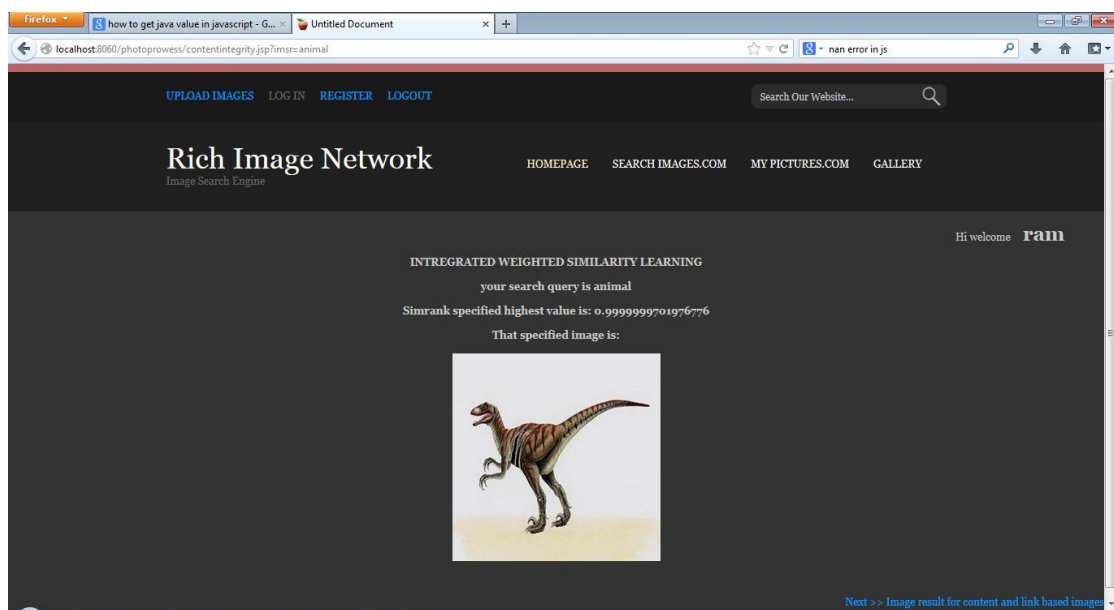 Firefox
how to get java value in javascript - G...
Untitled Document
localhost:8060/photoprowess/contentintegrity.jsp?imsr=animal
nan error in js
UPLOAD IMAGES LOG IN REGISTER LOGOUT
Search Our Website...
Rich Image Network
Image Search Engine
HOMEPAGE SEARCH IMAGES.COM MY PICTURES.COM GALLERY
Hi welcome ram
INTREGRATED WEIGHTED SIMILARITY LEARNING
your search query is animal
Simrank specified highest value is: 0.9999999701976776
That specified image is:
Next >> Image result for content and link based images